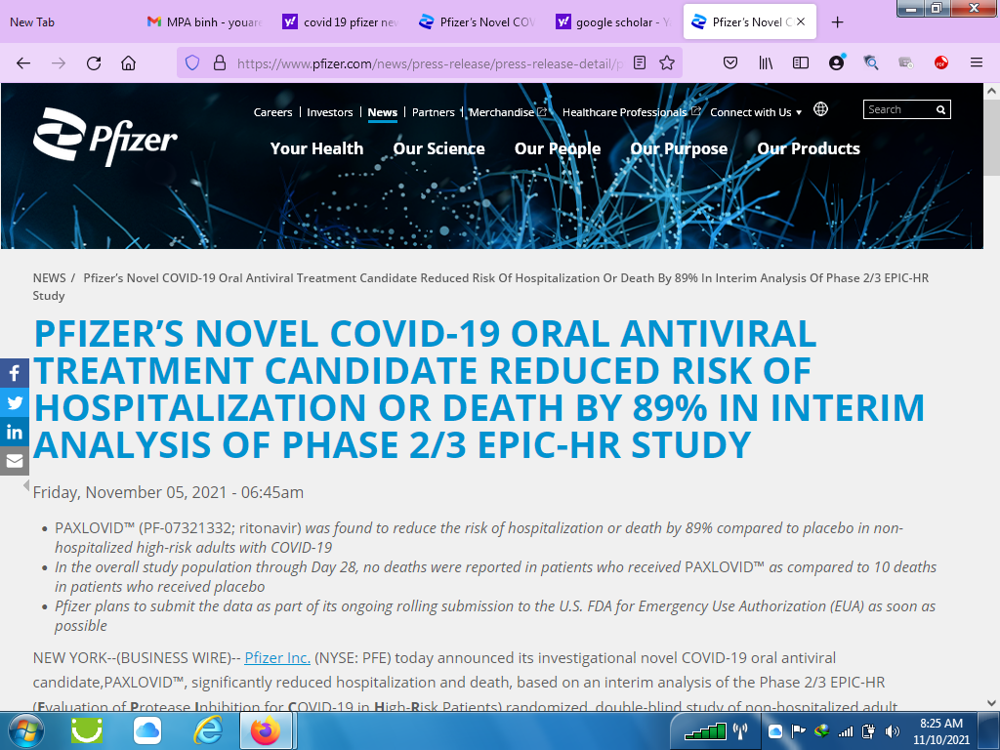 New Tab
MPA binh - youare
covid 19 pfizer new
Pfizer's Novel COV
google scholar - Y
Pfizer's Novel C
https://www.pfizer.com/news/press-release/press-release-detail/p
Careers | Investors | News | Partners | Merchandise Healthcare Professionals Connect with Us
Search
Pfizer
Your Health Our Science Our People Our Purpose Our Products
NEWS / Pfizer's Novel COVID-19 Oral Antiviral Treatment Candidate Reduced Risk Of Hospitalization Or Death By 89% In Interim Analysis Of Phase 2/3 EPIC-HR
Study
PFIZER'S NOVEL COVID-19 ORAL ANTIVIRAL
TREATMENT CANDIDATE REDUCED RISK OF
HOSPITALIZATION OR DEATH BY 89% IN INTERIM
ANALYSIS OF PHASE 2/3 EPIC-HR STUDY
Friday, November 05, 2021 - 06:45am
• PAXLOVID™ (PF-07321332; ritonavir) was found to reduce the risk of hospitalization or death by 89% compared to placebo in non-
hospitalized high-risk adults with COVID-19
• In the overall study population through Day 28, no deaths were reported in patients who received PAXLOVID™ as compared to 10 deaths
in patients who received placebo
• Pfizer plans to submit the data as part of its ongoing rolling submission to the U.S. FDA for Emergency Use Authorization (EUA) as soon as
possible
NEW YORK--(BUSINESS WIRE)-- Pfizer Inc. (NYSE: PFE) today announced its investigational novel COVID-19 oral antiviral
candidate,PAXLOVID™, significantly reduced hospitalization and death, based on an interim analysis of the Phase 2/3 EPIC-HR
(Evaluation of Protease Inhibition for COVID-19 in High-Risk Patients) randomized, double-blind study of non-hospitalized adult
8:25 AM
11/10/2021